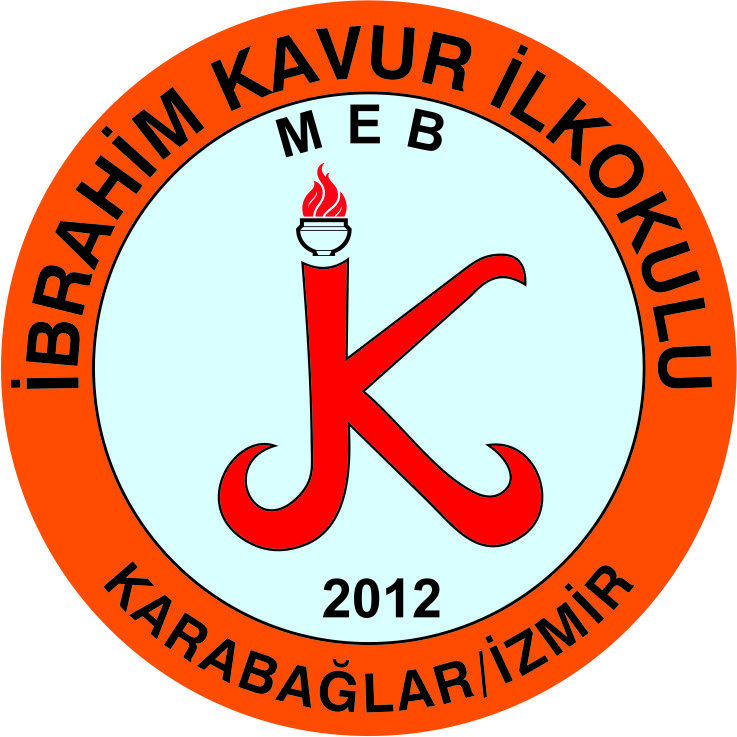 İBRAHİM KAVUR İLKOKULU
MEB
2012
KARABAĞLAR/İZMİR